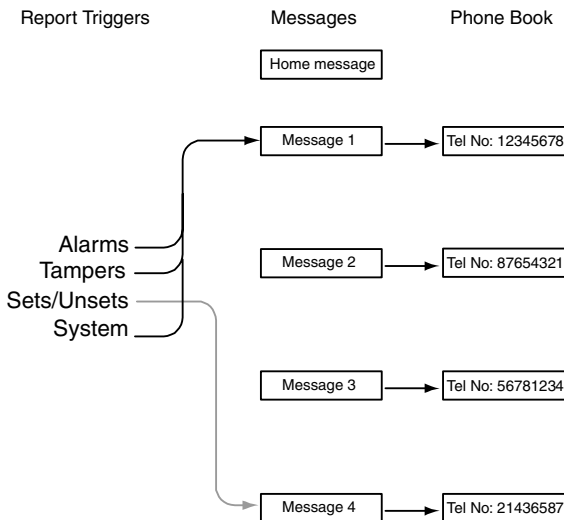 Report Triggers
Messages
Phone Book
Home message
Message 1
Tel No: 12345678
Alarms
Tampers
Sets/Unsets
System
Message 2
Tel No: 87654321
Message 3
Tel No: 56781234
Message 4
Tel No: 21436587